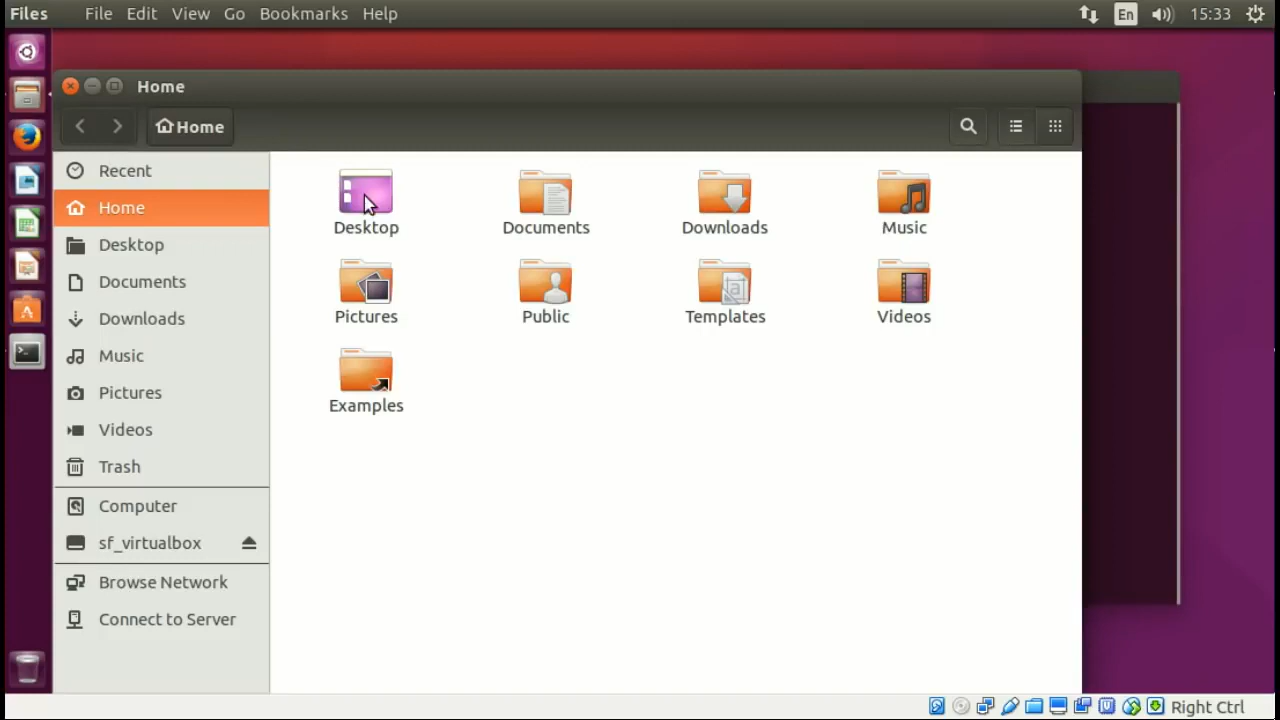 Files File Edit View Go Bookmarks Help En 15:33
Home
Home
Recent
Home
Desktop
Documents
Downloads
Music
Pictures
Videos
Trash
Computer
sf_virtualbox
Browse Network
Connect to Server
Desktop Documents Downloads Music
Pictures Public Templates Videos
Examples
Right Ctrl